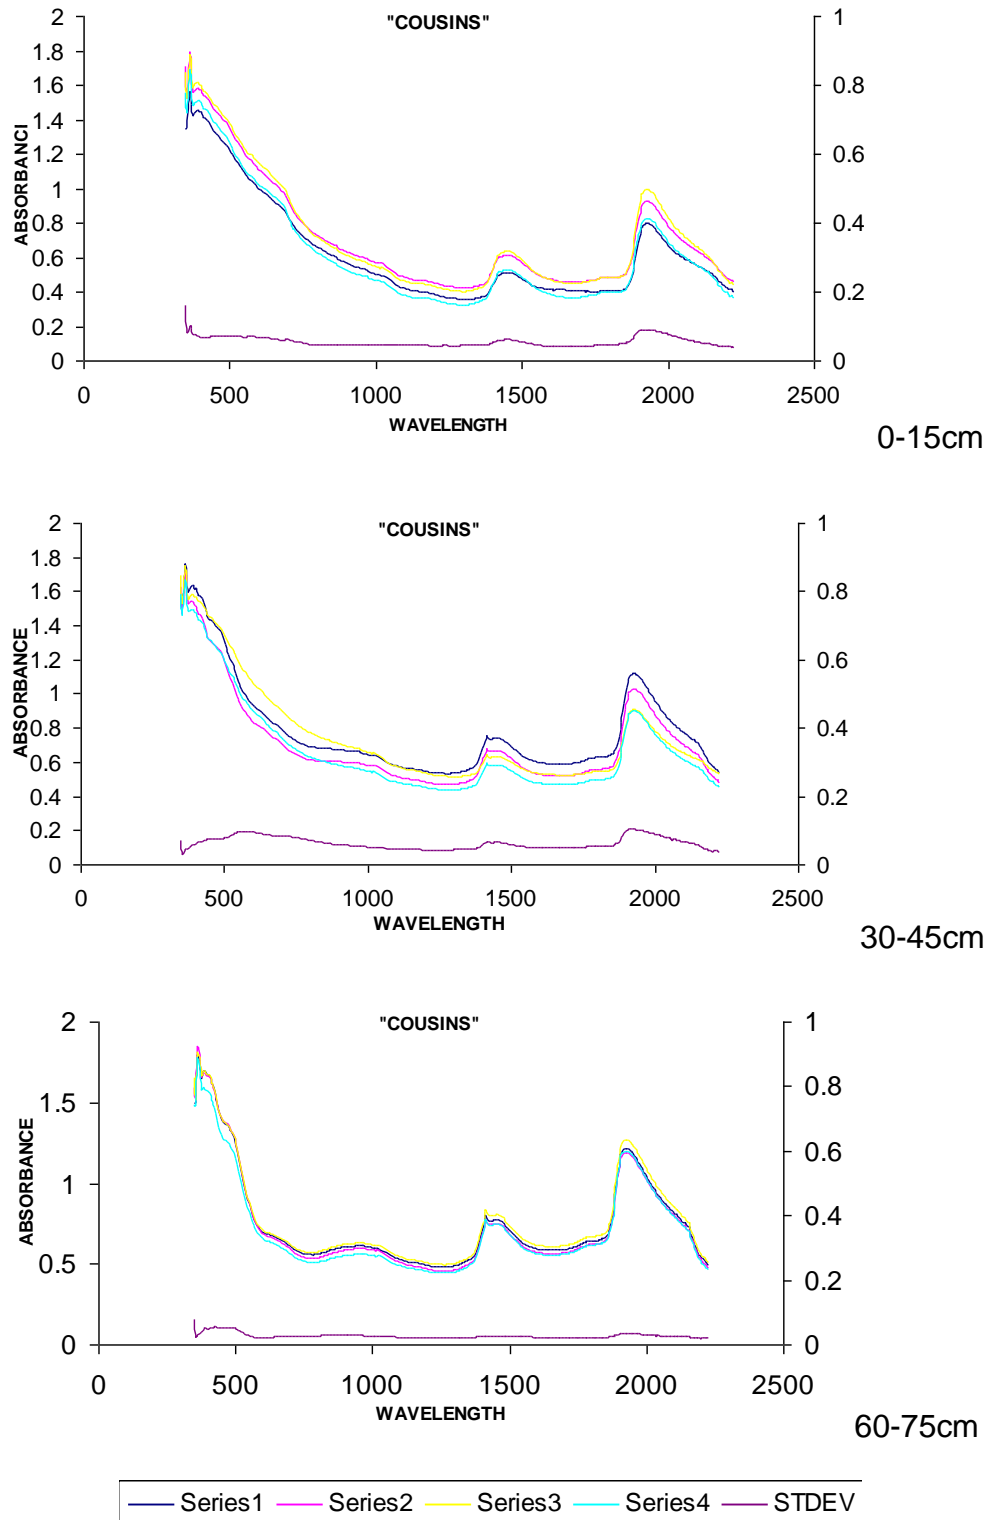 "COUSINS"
2 1
1.8
1.6 0.8
1.4
1.2 0.6
1
0.8 0.4
0.6
0.4 0.2
0.2
0 0
ABSORBANCI
0 500 1000 1500 2000 2500
WAVELENGTH
0-15cm
"COUSINS"
2 1
1.8
1.6 0.8
1.4
1.2 0.6
1
0.8 0.4
0.6
0.4 0.2
0.2
0 0
ABSORBANCE
0 500 1000 1500 2000 2500
WAVELENGTH
30-45cm
"COUSINS"
2 1
0.8
1.5
0.6
1
0.4
0.5
0.2
0 0
ABSORBANCE
0 500 1000 1500 2000 2500
WAVELENGTH
60-75cm
Series1 Series2 Series3 Series4 STDEV